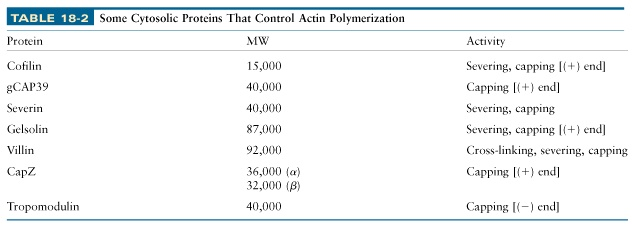 TABLE 18-2 Some Cytosolic Proteins That Control Actin Polymerization
Protein MW Activity
Cofilin 15,000 Severing, capping [(+) end]
gCAP39 40,000 Capping [(+) end]
Severin 40,000 Severing, capping
Gelsolin 87,000 Severing, capping [(+) end]
Villin 92,000 Cross-linking, severing, capping
CapZ 36,000 (α) Capping [(+) end]
32,000 (β)
Tropomodulin 40,000 Capping [(−) end]